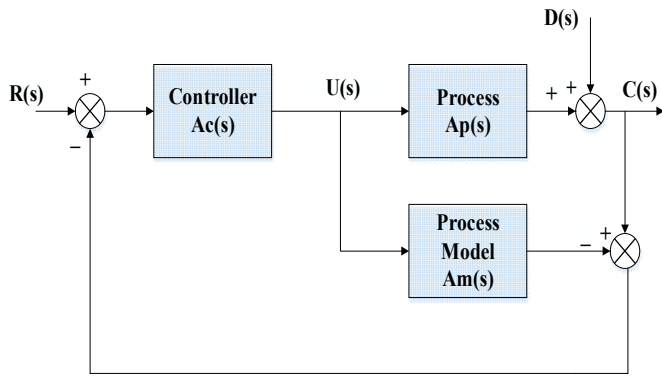 D(s)
R(s)
+
−
Controller
Ac(s)
U(s)
Process
Ap(s)
+
+
C(s)
Process
Model
Am(s)
−
+